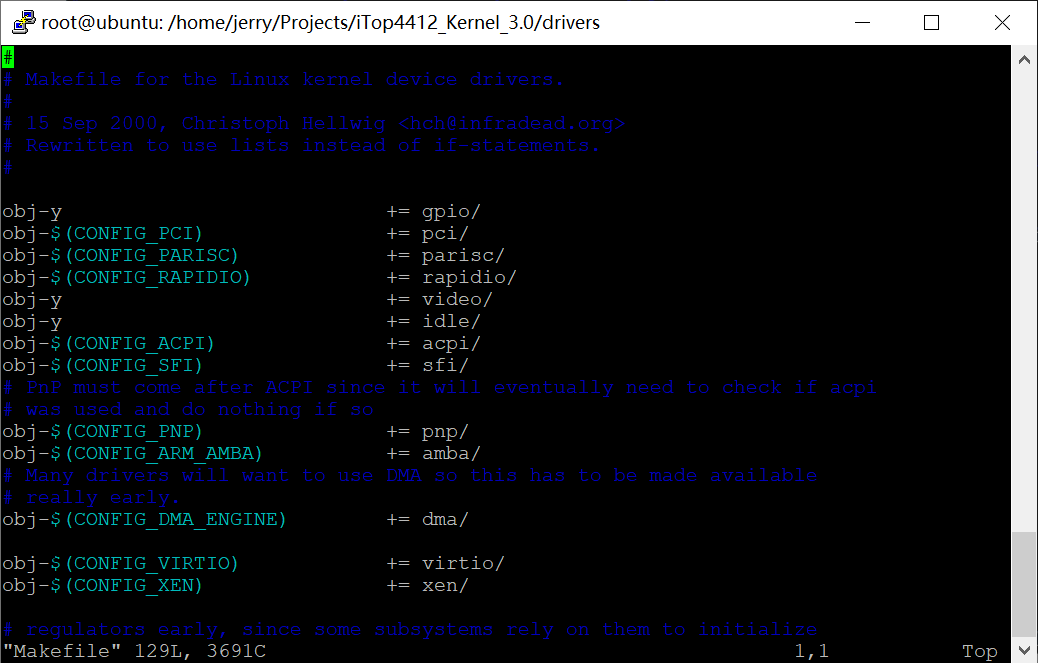 root@ubuntu: /home/jerry/Projects/iTop4412_Kernel_3.0/drivers
#
# Makefile for the Linux kernel device drivers.
#
# 15 Sep 2000, Christoph Hellwig <hch@infradead.org>
# Rewritten to use lists instead of if-statements.
#
obj-y += gpio/
obj-$(CONFIG_PCI) += pci/
obj-$(CONFIG_PARISC) += parisc/
obj-$(CONFIG_RAPIDIO) += rapidio/
obj-y += video/
obj-y += idle/
obj-$(CONFIG_ACPI) += acpi/
obj-$(CONFIG_SFI) += sfi/
# PnP must come after ACPI since it will eventually need to check if acpi
# was used and do nothing if so
obj-$(CONFIG_PNP) += pnp/
obj-$(CONFIG_ARM_AMBA) += amba/
# Many drivers will want to use DMA so this has to be made available
# really early.
obj-$(CONFIG_DMA_ENGINE) += dma/
obj-$(CONFIG_VIRTIO) += virtio/
obj-$(CONFIG_XEN) += xen/
# regulators early, since some subsystems rely on them to initialize
"Makefile" 129L, 3691C 1,1 Top